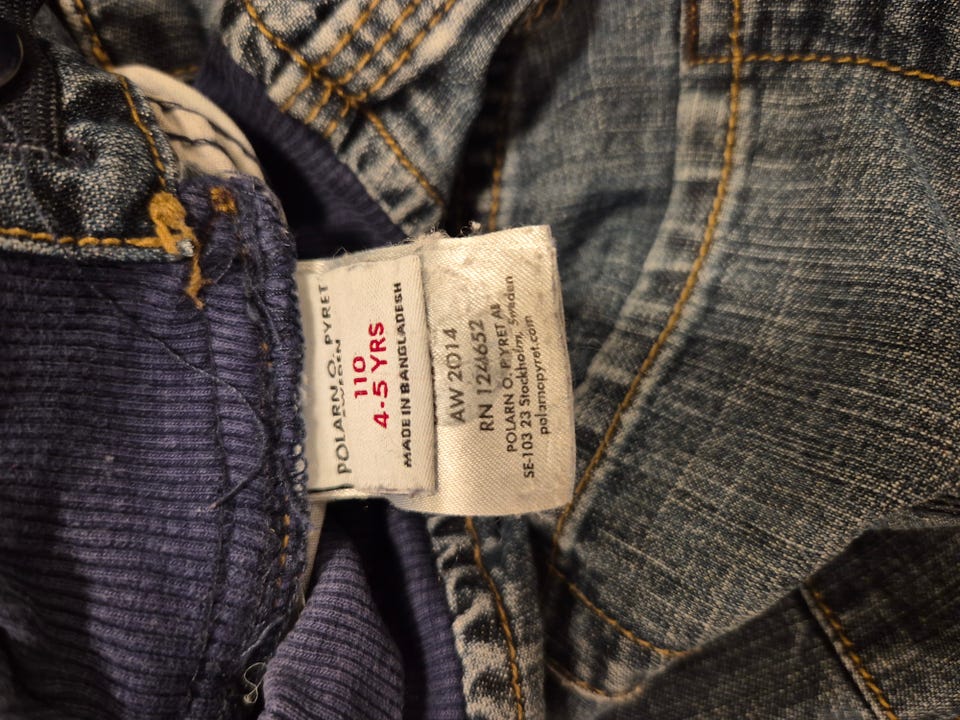 POLARN O. PYRET
SWEDEN
110
4-5 YRS
MADE IN BANGLADESH
AW 2014
RN 124652
POLARN O. PYRET AB
SE-103 23 Stockholm, Sweden
polarnopyret.com